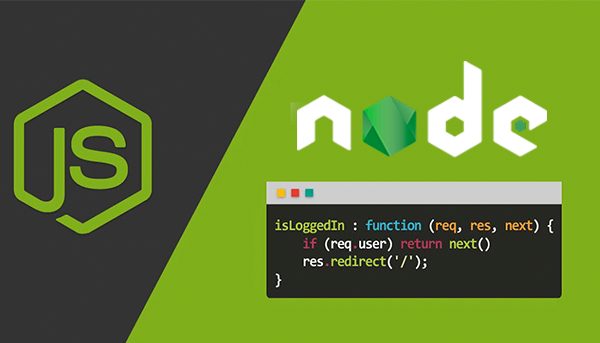 JS
node
isLoggedIn : function (req, res, next) {
    if (req.user) return next()
    res.redirect('/');
}